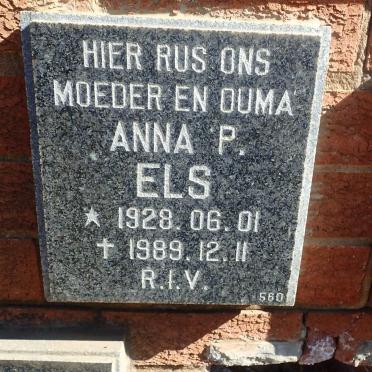 HIER RUS ONS
MOEDER EN OUMA
ANNA P.
ELS
★ 1928.06.01
✝ 1989.12.11
R.I.V.
560